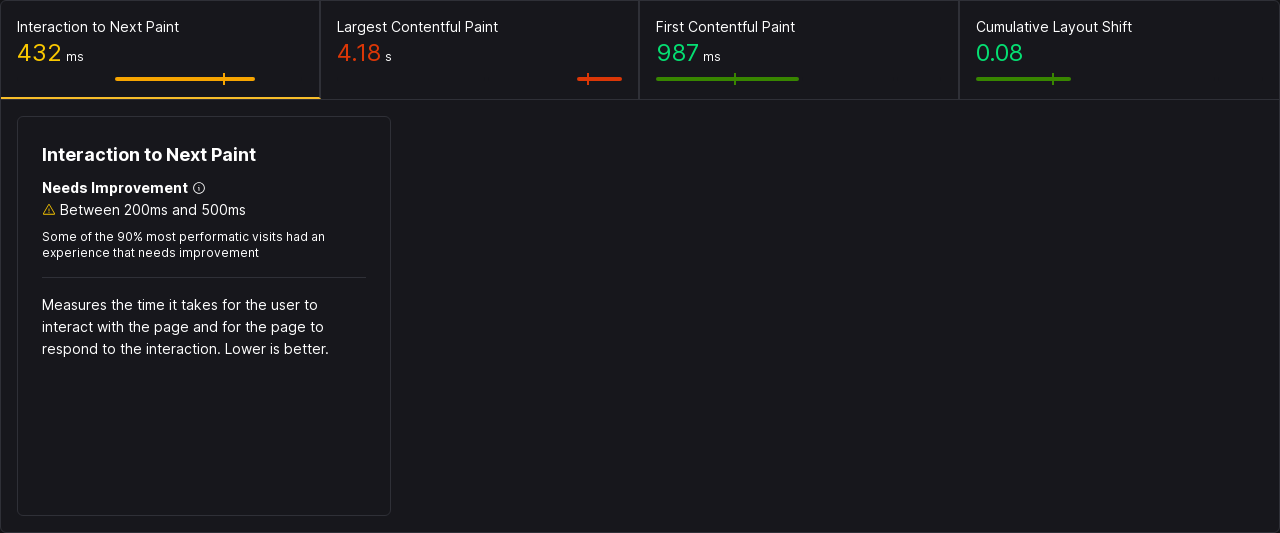 Interaction to Next Paint
432 ms
Largest Contentful Paint
4.18 s
First Contentful Paint
987 ms
Cumulative Layout Shift
0.08
Interaction to Next Paint
Needs Improvement
Between 200ms and 500ms
Some of the 90% most performatic visits had an
experience that needs improvement
Measures the time it takes for the user to
interact with the page and for the page to
respond to the interaction. Lower is better.